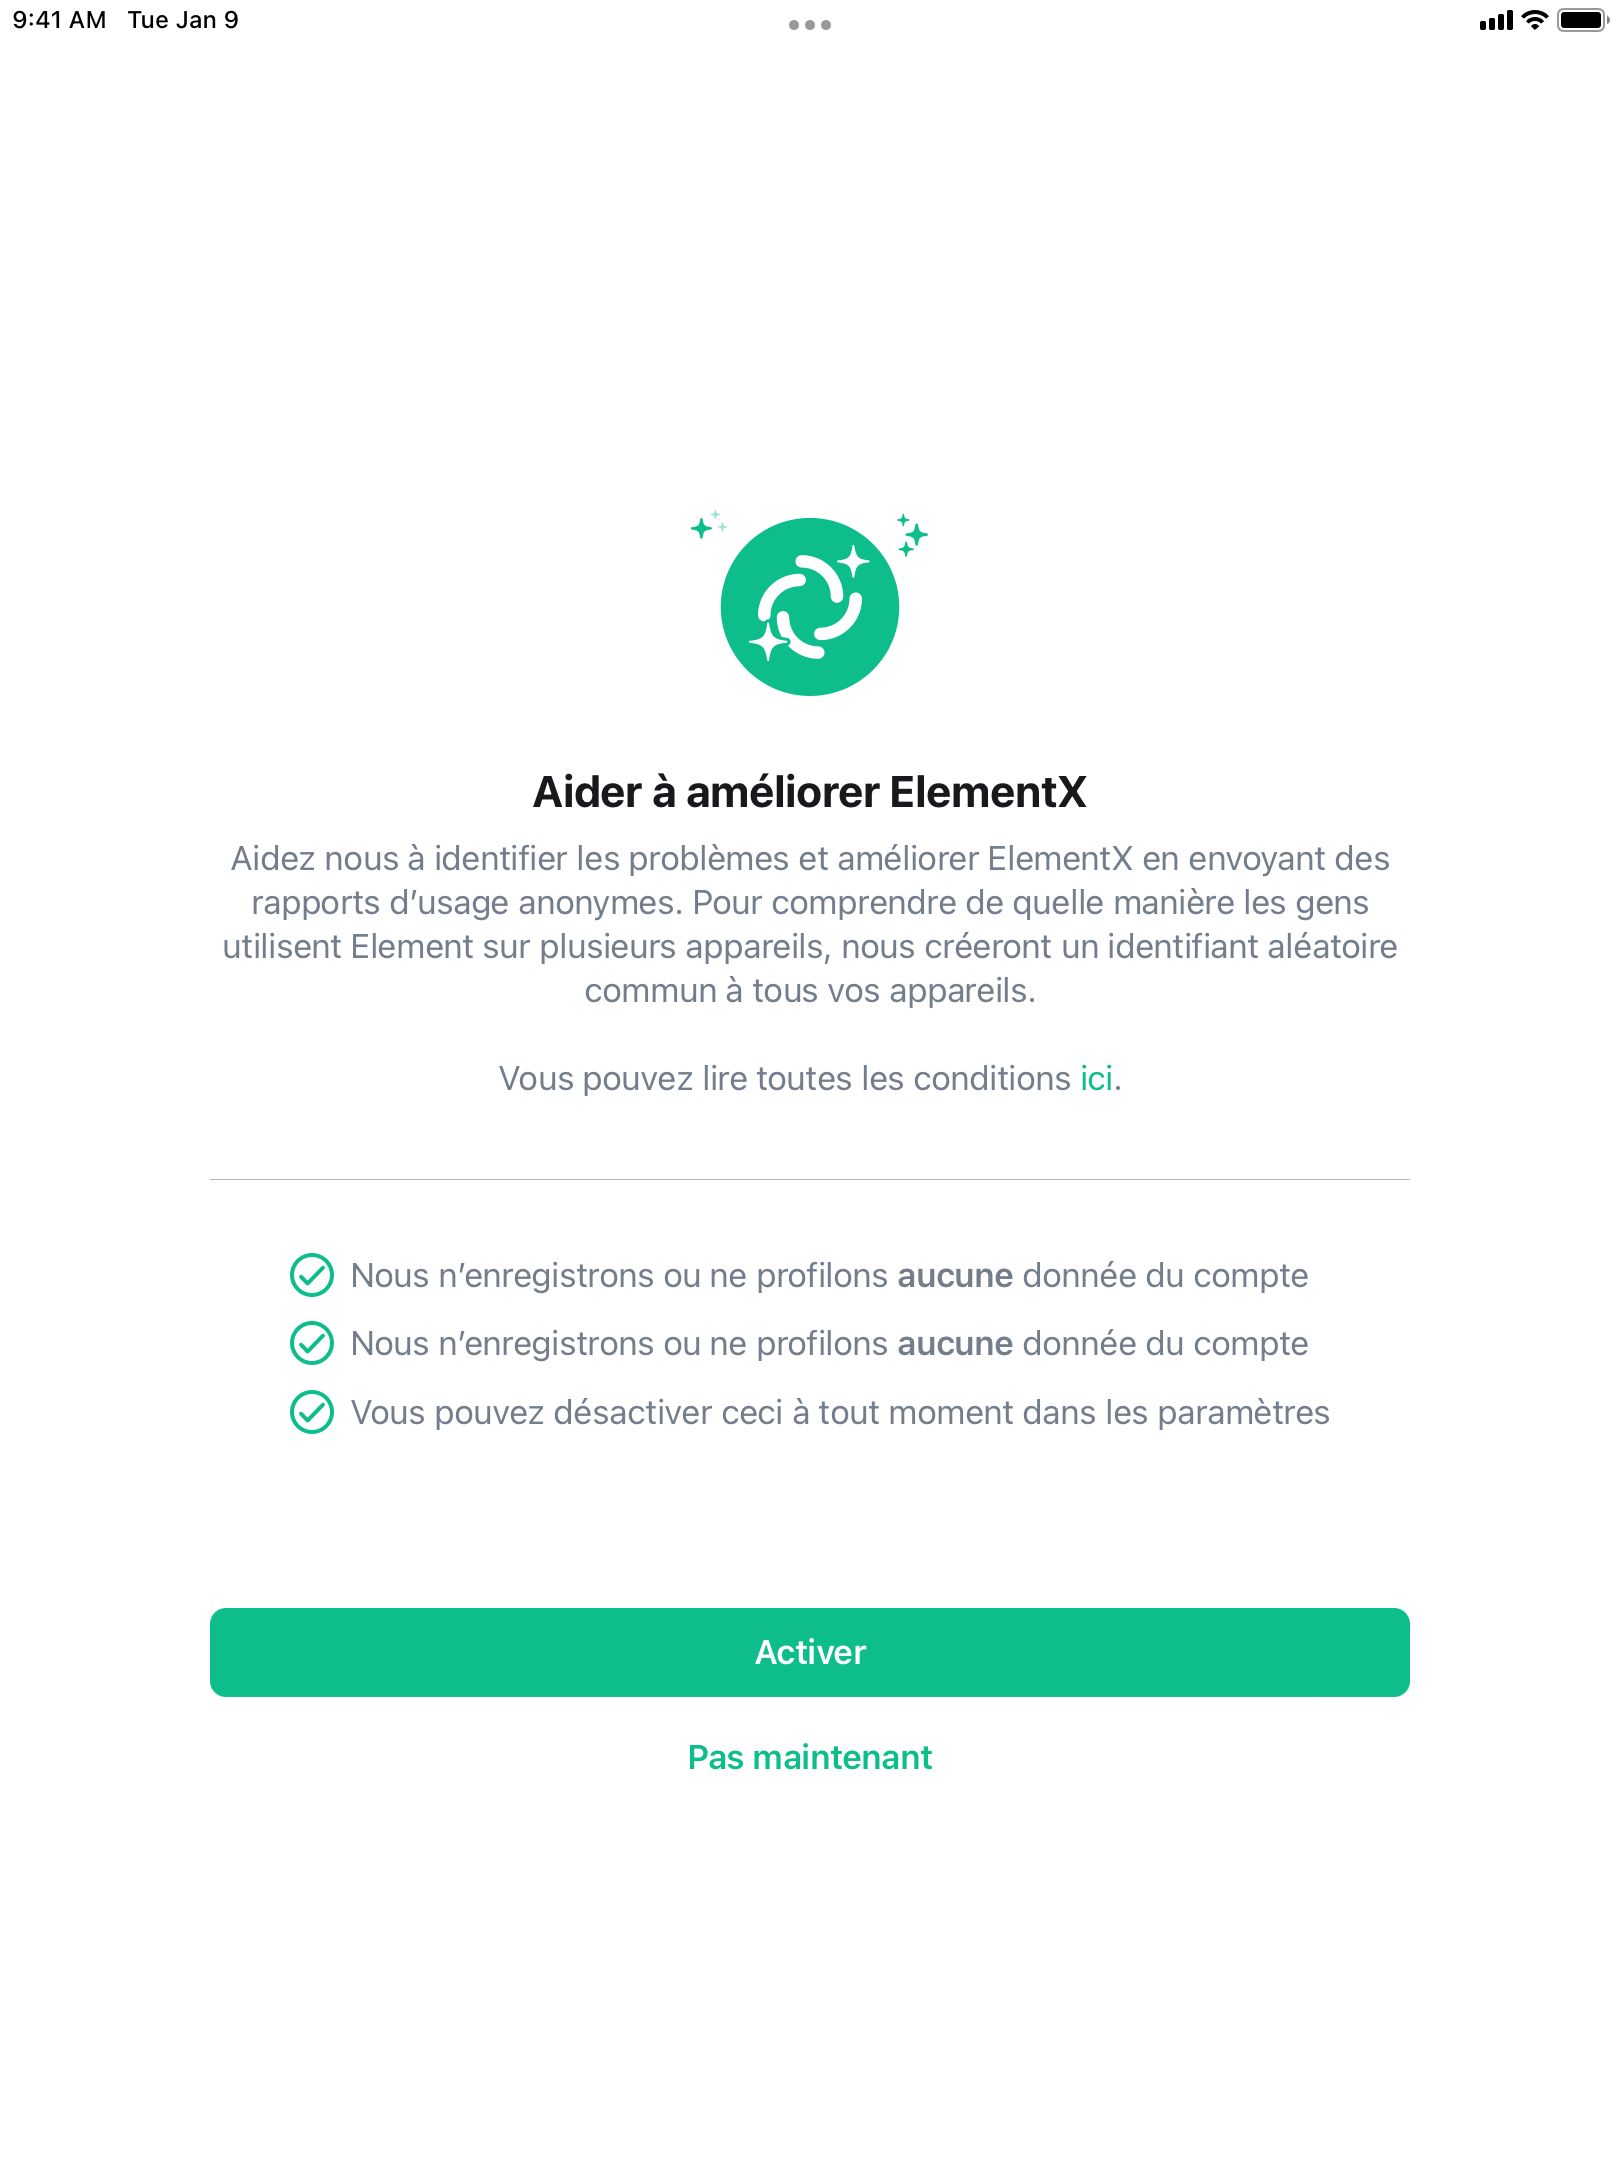 9:41 AM Tue Jan 9
Aider à améliorer ElementX
Aidez nous à identifier les problèmes et améliorer ElementX en envoyant des
rapports d’usage anonymes. Pour comprendre de quelle manière les gens
utilisent Element sur plusieurs appareils, nous créeront un identifiant aléatoire
commun à tous vos appareils.
Vous pouvez lire toutes les conditions ici.
Nous n’enregistrons ou ne profilons aucune donnée du compte
Nous n’enregistrons ou ne profilons aucune donnée du compte
Vous pouvez désactiver ceci à tout moment dans les paramètres
Activer
Pas maintenant